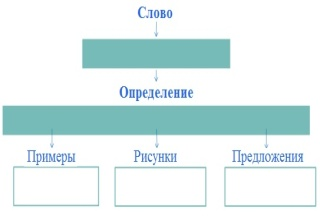 Слово
Определение
Примеры Рисунки Предложения